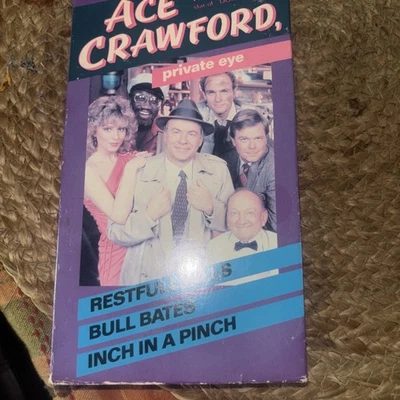 ACE
CRAWFORD,
private eye
BULL BATES
INCH IN A PINCH